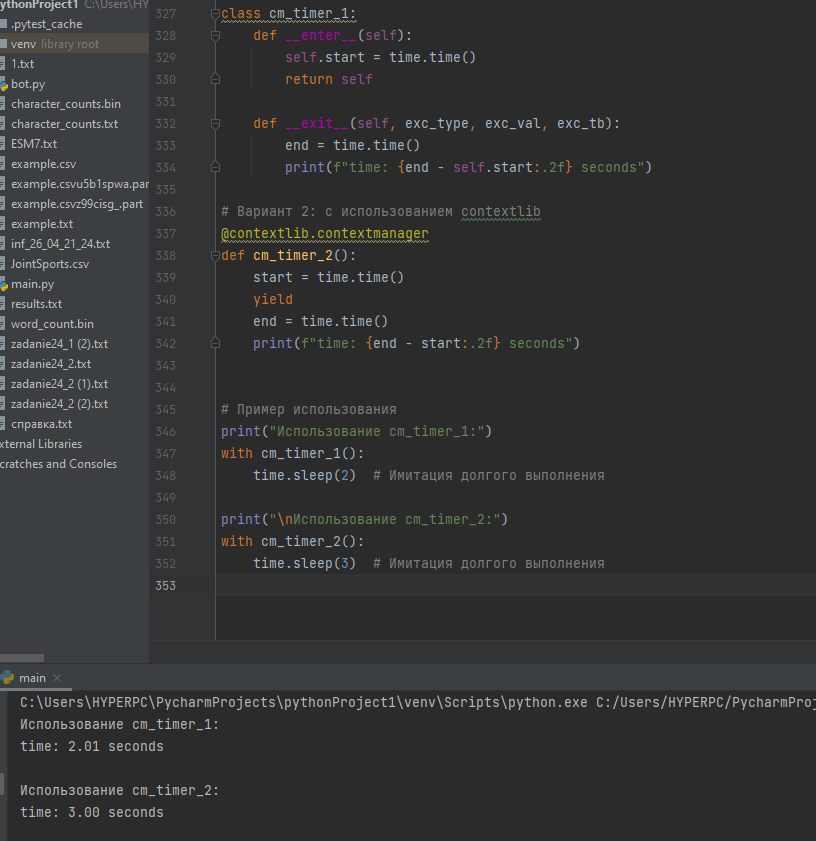 ythonProject1 C:\Users\HY
.pytest_cache
venv library root
1.txt
bot.py
character_counts.bin
character_counts.txt
ESM7.txt
example.csv
example.csvu5b1spwa.par
example.csvz99cisg_.part
example.txt
inf_26_04_21_24.txt
JointSports.csv
main.py
results.txt
word_count.bin
zadanie24_1 (2).txt
zadanie24_2.txt
zadanie24_2 (1).txt
zadanie24_2 (2).txt
справка.txt
xternal Libraries
cratches and Consoles
327 class cm_timer_1:
328     def __enter__(self):
329         self.start = time.time()
330         return self
331
332     def __exit__(self, exc_type, exc_val, exc_tb):
333         end = time.time()
334         print(f"time: {end - self.start:.2f} seconds")
335
336 # Вариант 2: с использованием contextlib
337 @contextlib.contextmanager
338 def cm_timer_2():
339     start = time.time()
340     yield
341     end = time.time()
342     print(f"time: {end - start:.2f} seconds")
343
344
345 # Пример использования
346 print("Использование cm_timer_1:")
347 with cm_timer_1():
348     time.sleep(2)  # Имитация долгого выполнения
349
350 print("\nИспользование cm_timer_2:")
351 with cm_timer_2():
352     time.sleep(3)  # Имитация долгого выполнения
353
main
C:\Users\HYPERPC\PycharmProjects\pythonProject1\venv\Scripts\python.exe C:/Users/HYPERPC/PycharmProj
Использование cm_timer_1:
time: 2.01 seconds
Использование cm_timer_2:
time: 3.00 seconds